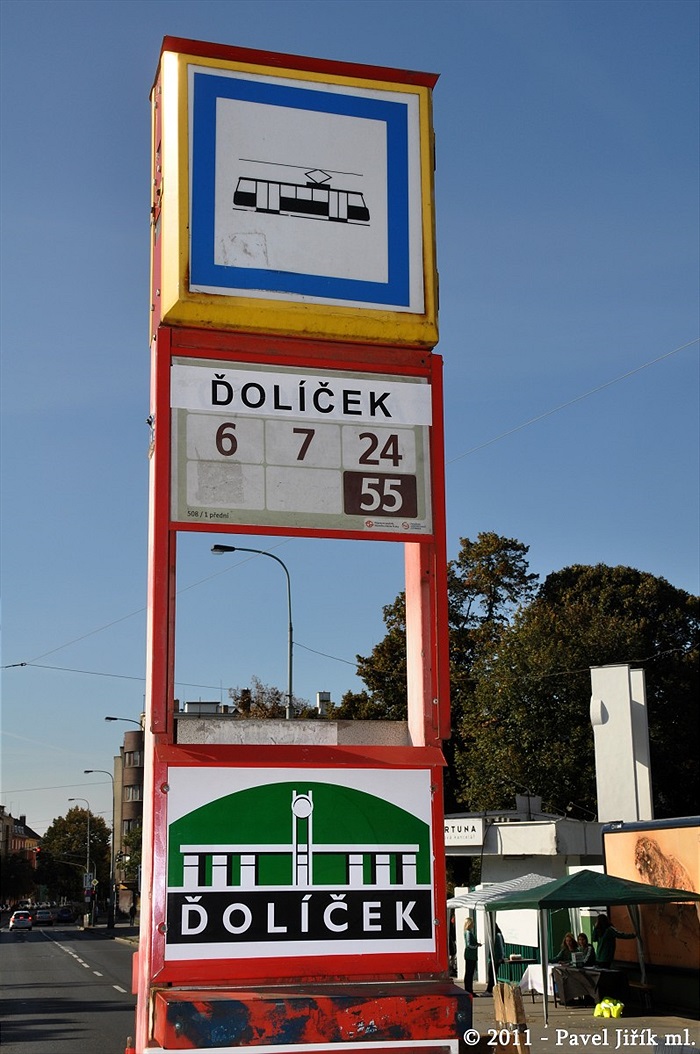 ĎOLÍČEK
6 7 24
55
508 / 1 přední
ĎOLÍČEK
RTUNA
© 2011 - Pavel Jiřík ml.